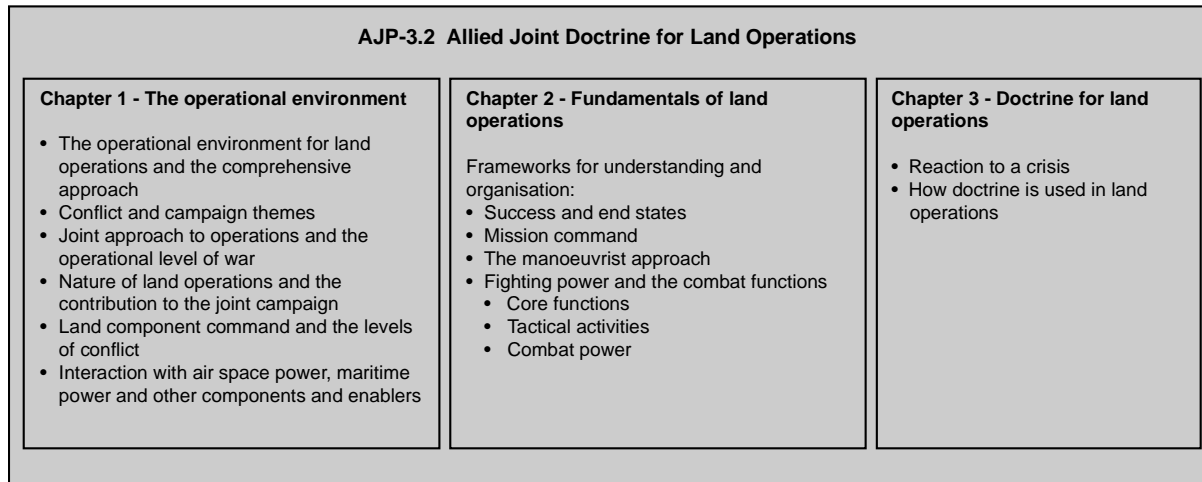 AJP-3.2 Allied Joint Doctrine for Land Operations
Chapter 1 - The operational environment
• The operational environment for land
operations and the comprehensive
approach
• Conflict and campaign themes
• Joint approach to operations and the
operational level of war
• Nature of land operations and the
contribution to the joint campaign
• Land component command and the levels
of conflict
• Interaction with air space power, maritime
power and other components and enablers
Chapter 2 - Fundamentals of land
operations
Frameworks for understanding and
organisation:
• Success and end states
• Mission command
• The manoeuvrist approach
• Fighting power and the combat functions
• Core functions
• Tactical activities
• Combat power
Chapter 3 - Doctrine for land
operations
• Reaction to a crisis
• How doctrine is used in land
operations